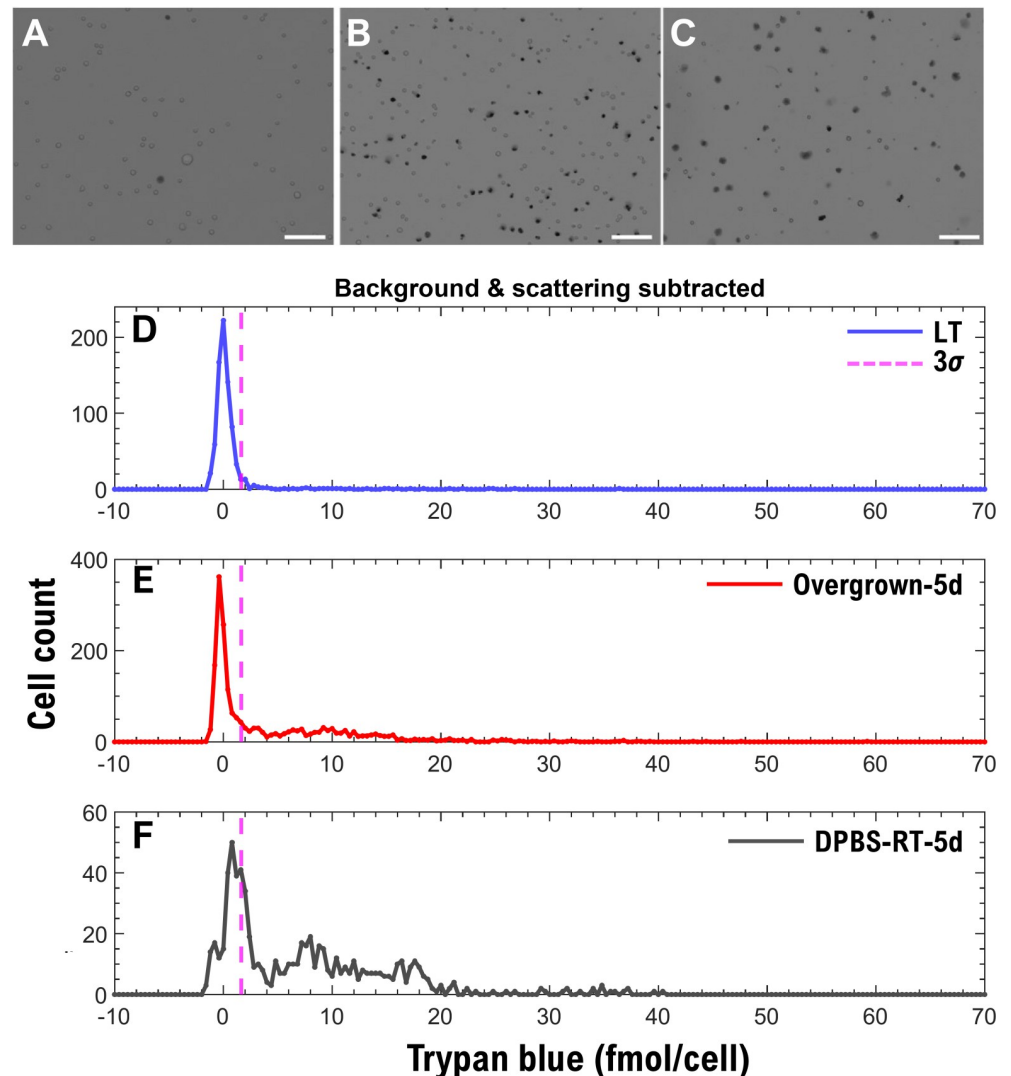 A
B
C
Background & scattering subtracted
D
LT
3σ
200
100
0
-10 0 10 20 30 40 50 60 70
E
Overgrown-5d
400
200
0
-10 0 10 20 30 40 50 60 70
Cell count
F
DPBS-RT-5d
60
40
20
0
-10 0 10 20 30 40 50 60 70
Trypan blue (fmol/cell)